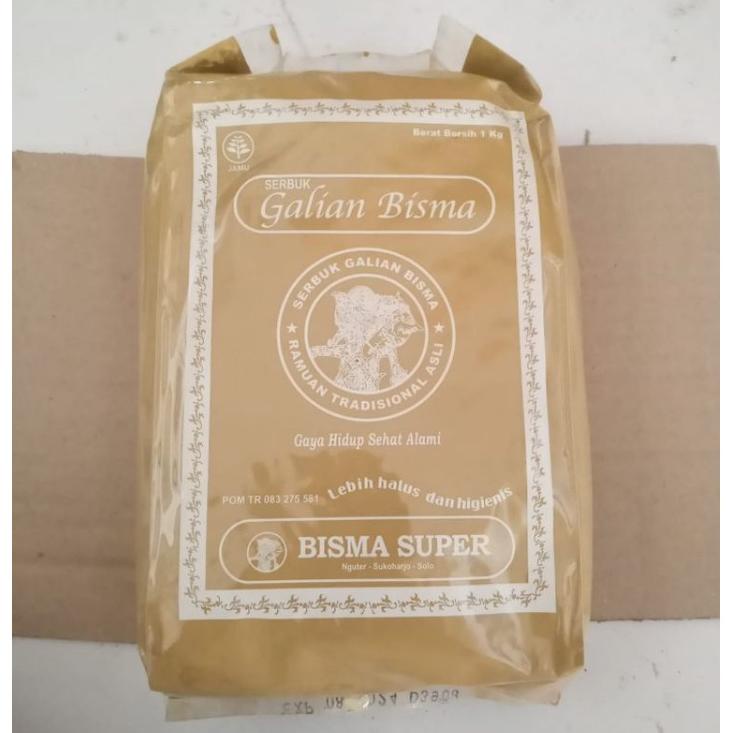 Berat Bersih 1 Kg
JAMU
SERBUK
Galian Bisma
SERBUK GALIAN BISMA
RAMUAN TRADISIONAL ASLI
Gaya Hidup Sehat Alami
POM TR 083 275 581
Lebih halus dan higienis
BISMA SUPER
Nguter - Sukoharjo - Solo
EXP